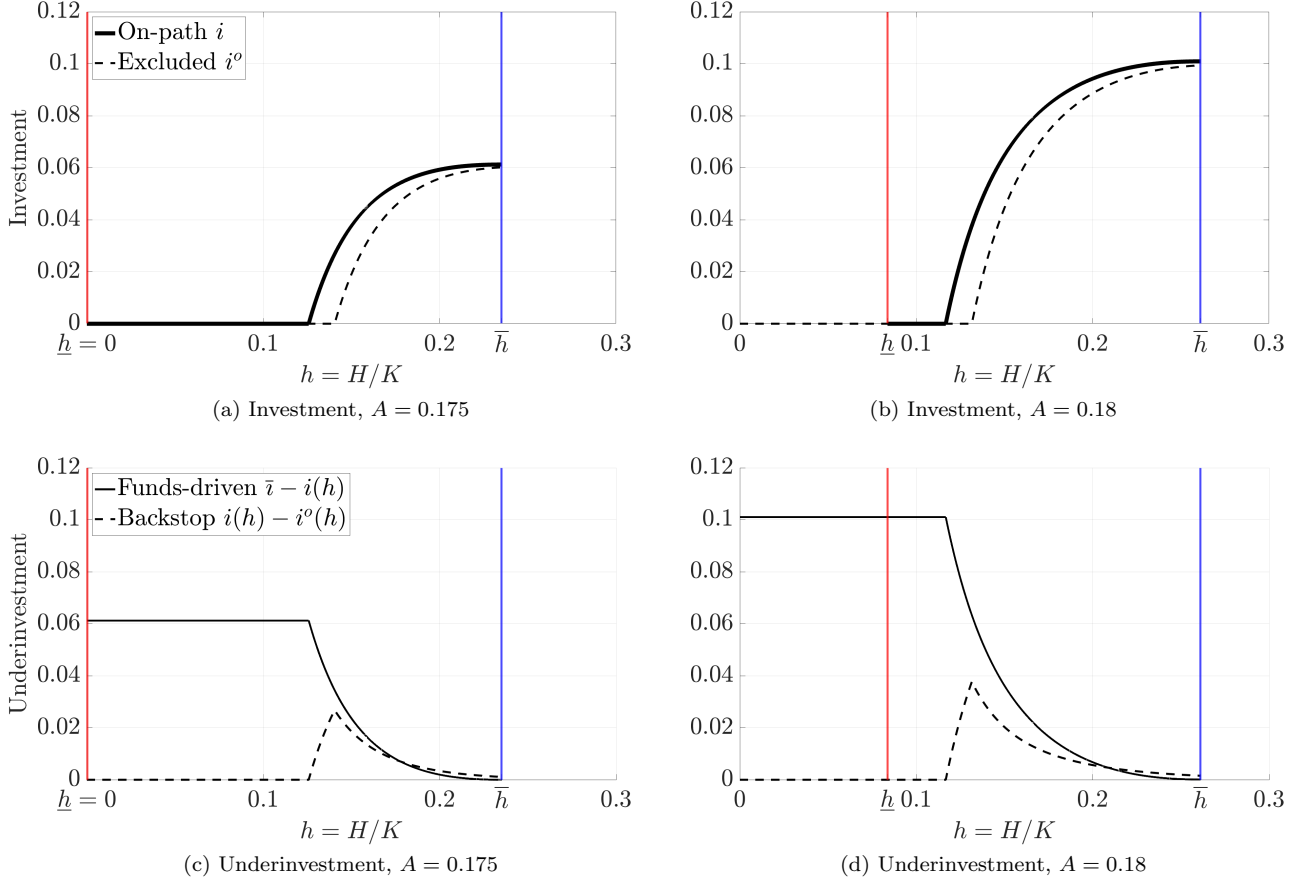 0.12
0.1
0.08
0.06
0.04
0.02
0
Investment
On-path i
Excluded iᵒ
h̲ = 0
0.1
0.2
h̅
0.3
h = H/K
(a) Investment, A = 0.175
0.12
0.1
0.08
0.06
0.04
0.02
0
0
h̲
0.1
0.2
h̅
0.3
h = H/K
(b) Investment, A = 0.18
0.12
0.1
0.08
0.06
0.04
0.02
0
Underinvestment
Funds-driven ī − i(h)
Backstop i(h) − iᵒ(h)
h̲ = 0
0.1
0.2
h̅
0.3
h = H/K
(c) Underinvestment, A = 0.175
0.12
0.1
0.08
0.06
0.04
0.02
0
0
h̲
0.1
0.2
h̅
0.3
h = H/K
(d) Underinvestment, A = 0.18